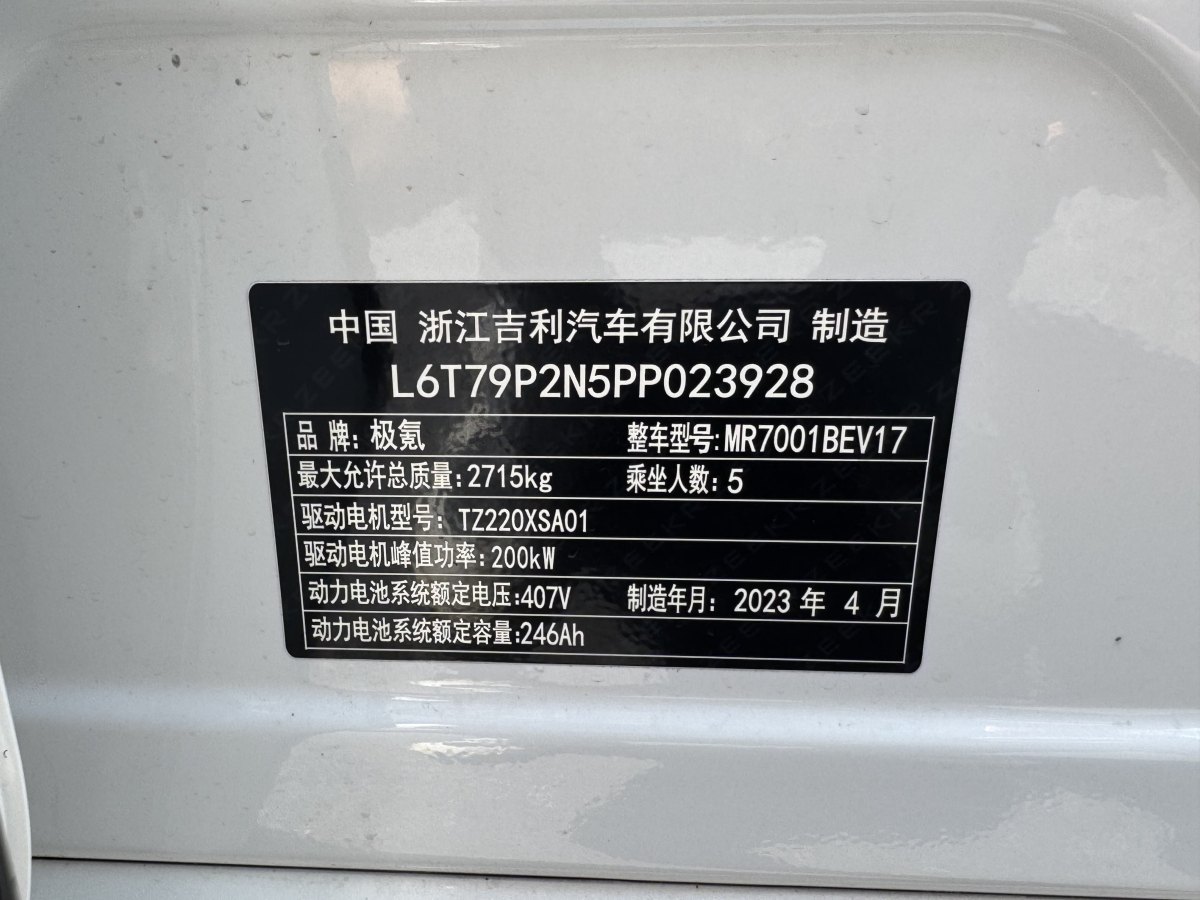 中国 浙江吉利汽车有限公司 制造
L6T79P2N5PP023928
品 牌: 极氪 整车型号: MR7001BEV17
最大允许总质量: 2715kg 乘坐人数: 5
驱动电机型号: TZ220XSA01
驱动电机峰值功率: 200kW
动力电池系统额定电压: 407V 制造年月: 2023 年 4 月
动力电池系统额定容量: 246Ah